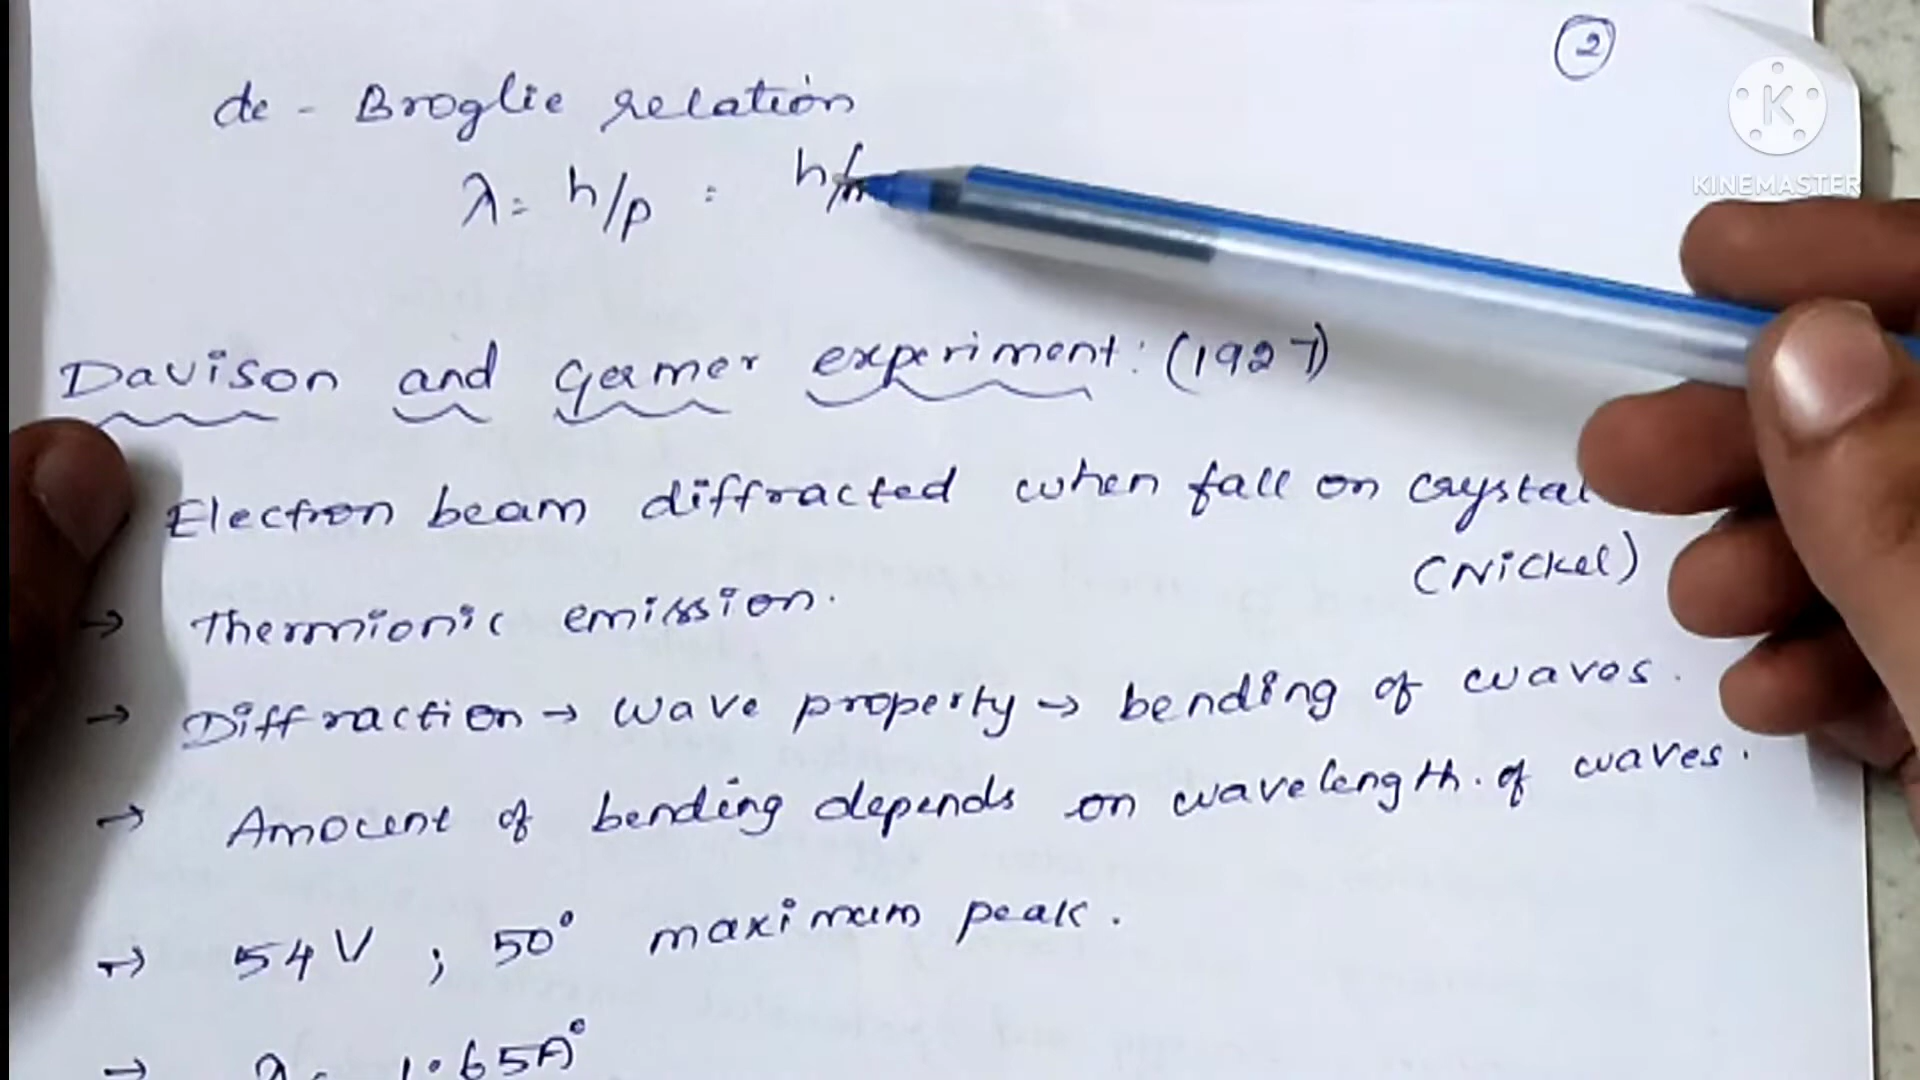 2
de - Broglie relation
K
λ = h/p = h/m
KINEMASTER
Davison and Germer experiment: (1927)
Electron beam diffracted when fall on crystal
(Nickel)
→ Thermionic emission.
→ Diffraction → wave property → bending of waves.
→ Amount of bending depends on wavelength. of waves.
→ 54V ; 50° maximum peak.
→ λ = 1.65A°